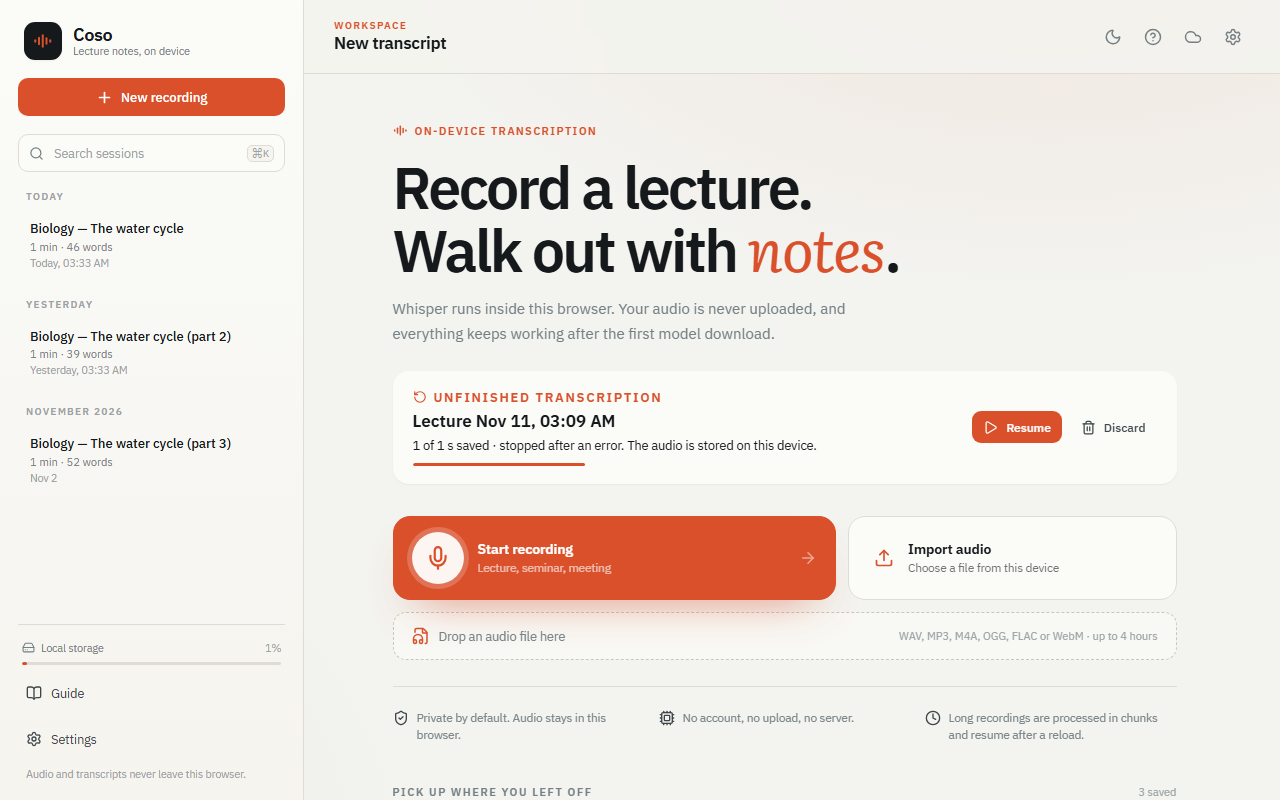 Coso
Lecture notes, on device
New recording
Search sessions
⌘K
TODAY
Biology — The water cycle
1 min · 46 words
Today, 03:33 AM
YESTERDAY
Biology — The water cycle (part 2)
1 min · 39 words
Yesterday, 03:33 AM
NOVEMBER 2026
Biology — The water cycle (part 3)
1 min · 52 words
Nov 2
Local storage
1%
Guide
Settings
Audio and transcripts never leave this browser.
WORKSPACE
New transcript
ON-DEVICE TRANSCRIPTION
Record a lecture.
Walk out with notes.
Whisper runs inside this browser. Your audio is never uploaded, and
everything keeps working after the first model download.
UNFINISHED TRANSCRIPTION
Lecture Nov 11, 03:09 AM
1 of 1 s saved · stopped after an error. The audio is stored on this device.
Resume
Discard
Start recording
Lecture, seminar, meeting
Import audio
Choose a file from this device
Drop an audio file here
WAV, MP3, M4A, OGG, FLAC or WebM · up to 4 hours
Private by default. Audio stays in this
browser.
No account, no upload, no server.
Long recordings are processed in chunks
and resume after a reload.
PICK UP WHERE YOU LEFT OFF
3 saved